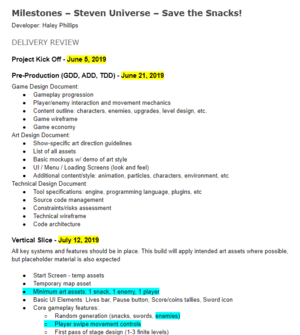 Milestones – Steven Universe – Save the Snacks!
Developer: Haley Phillips
DELIVERY REVIEW
Project Kick Off - June 5, 2019
Pre-Production (GDD, ADD, TDD) - June 21, 2019
Game Design Document:
● Gameplay progression
● Player/enemy interaction and movement mechanics
● Content outline: characters, enemies, upgrades, level design, etc.
● Game wireframe
● Game economy
Art Design Document:
● Show-specific art direction guidelines
● List of all assets
● Basic mockups w/ demo of art style
● UI / Menu / Loading Screens (look and feel)
● Additional content/style: animation, particles, characters, environment, etc
Technical Design Document:
● Tool specifications: engine, programming language, plugins, etc
● Source code management
● Constraints/risks assessment
● Technical wireframe
● Code architecture
Vertical Slice - July 12, 2019
All key systems and features should be in place. This build will apply intended art assets where possible,
but placeholder material is also expected
● Start Screen - temp assets
● Temporary map asset
● Minimum art assets: 1 snack, 1 enemy, 1 player
● Basic UI Elements: Lives bar, Pause button, Score/coins tallies, Sword icon
● Core gameplay features:
○ Random generation (snacks, swords, enemies)
○ Player swipe movement controls
○ First pass of stage design (1-3 finite levels)